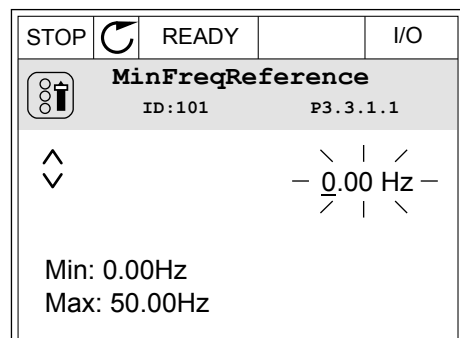 STOP READY I/O
MinFreqReference
ID:101 P3.3.1.1
0.00 Hz
Min: 0.00Hz
Max: 50.00Hz